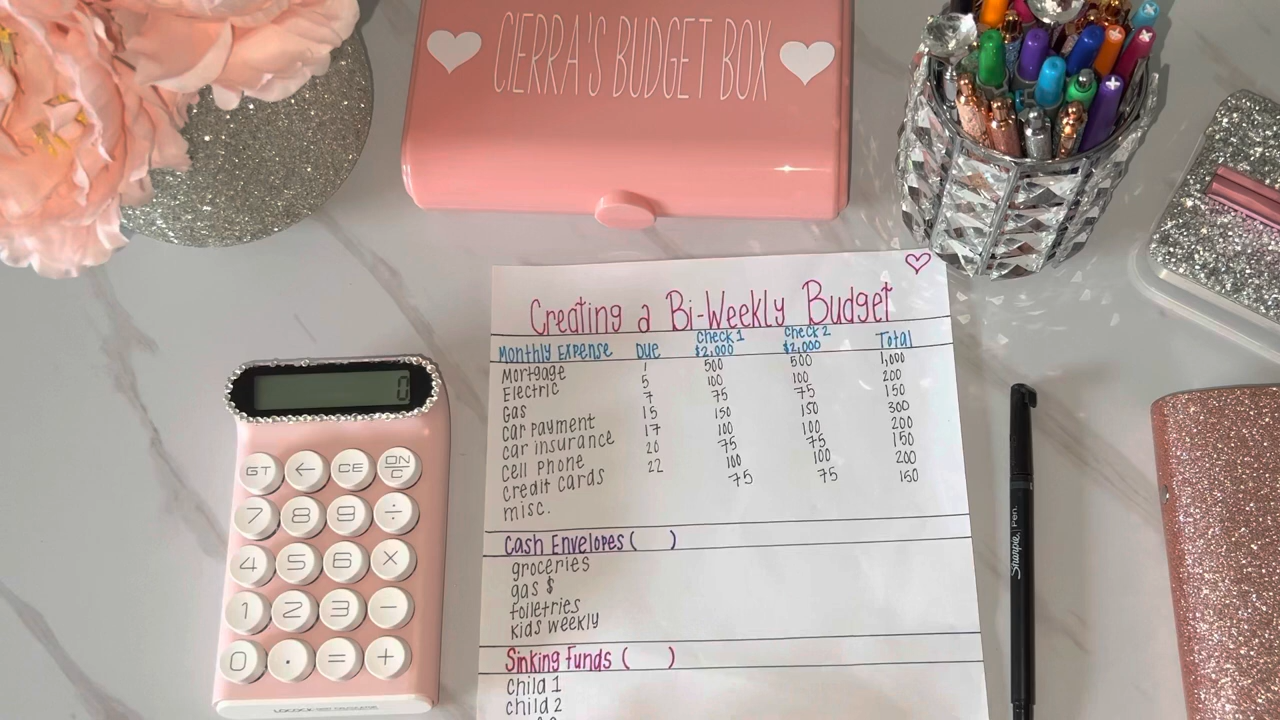 CIERRA'S BUDGET BOX
Creating a Bi-Weekly Budget
Monthly Expense Due Check 1 $2,000 Check 2 $2,000 Total
Mortgage 1 500 500 1,000
Electric 5 100 100 200
Gas 7 75 75 150
car payment 15 150 150 300
car insurance 17 100 100 200
cell phone 20 75 75 150
credit cards 22 100 100 200
misc. 75 75 150
Cash Envelopes ( )
groceries
gas $
toiletries
kids weekly
Sinking Funds ( )
child 1
child 2
0
GT ← CE ON/C
7 8 9 ÷
4 5 6 X
1 2 3 −
0 . = +
Sharpie Pen.